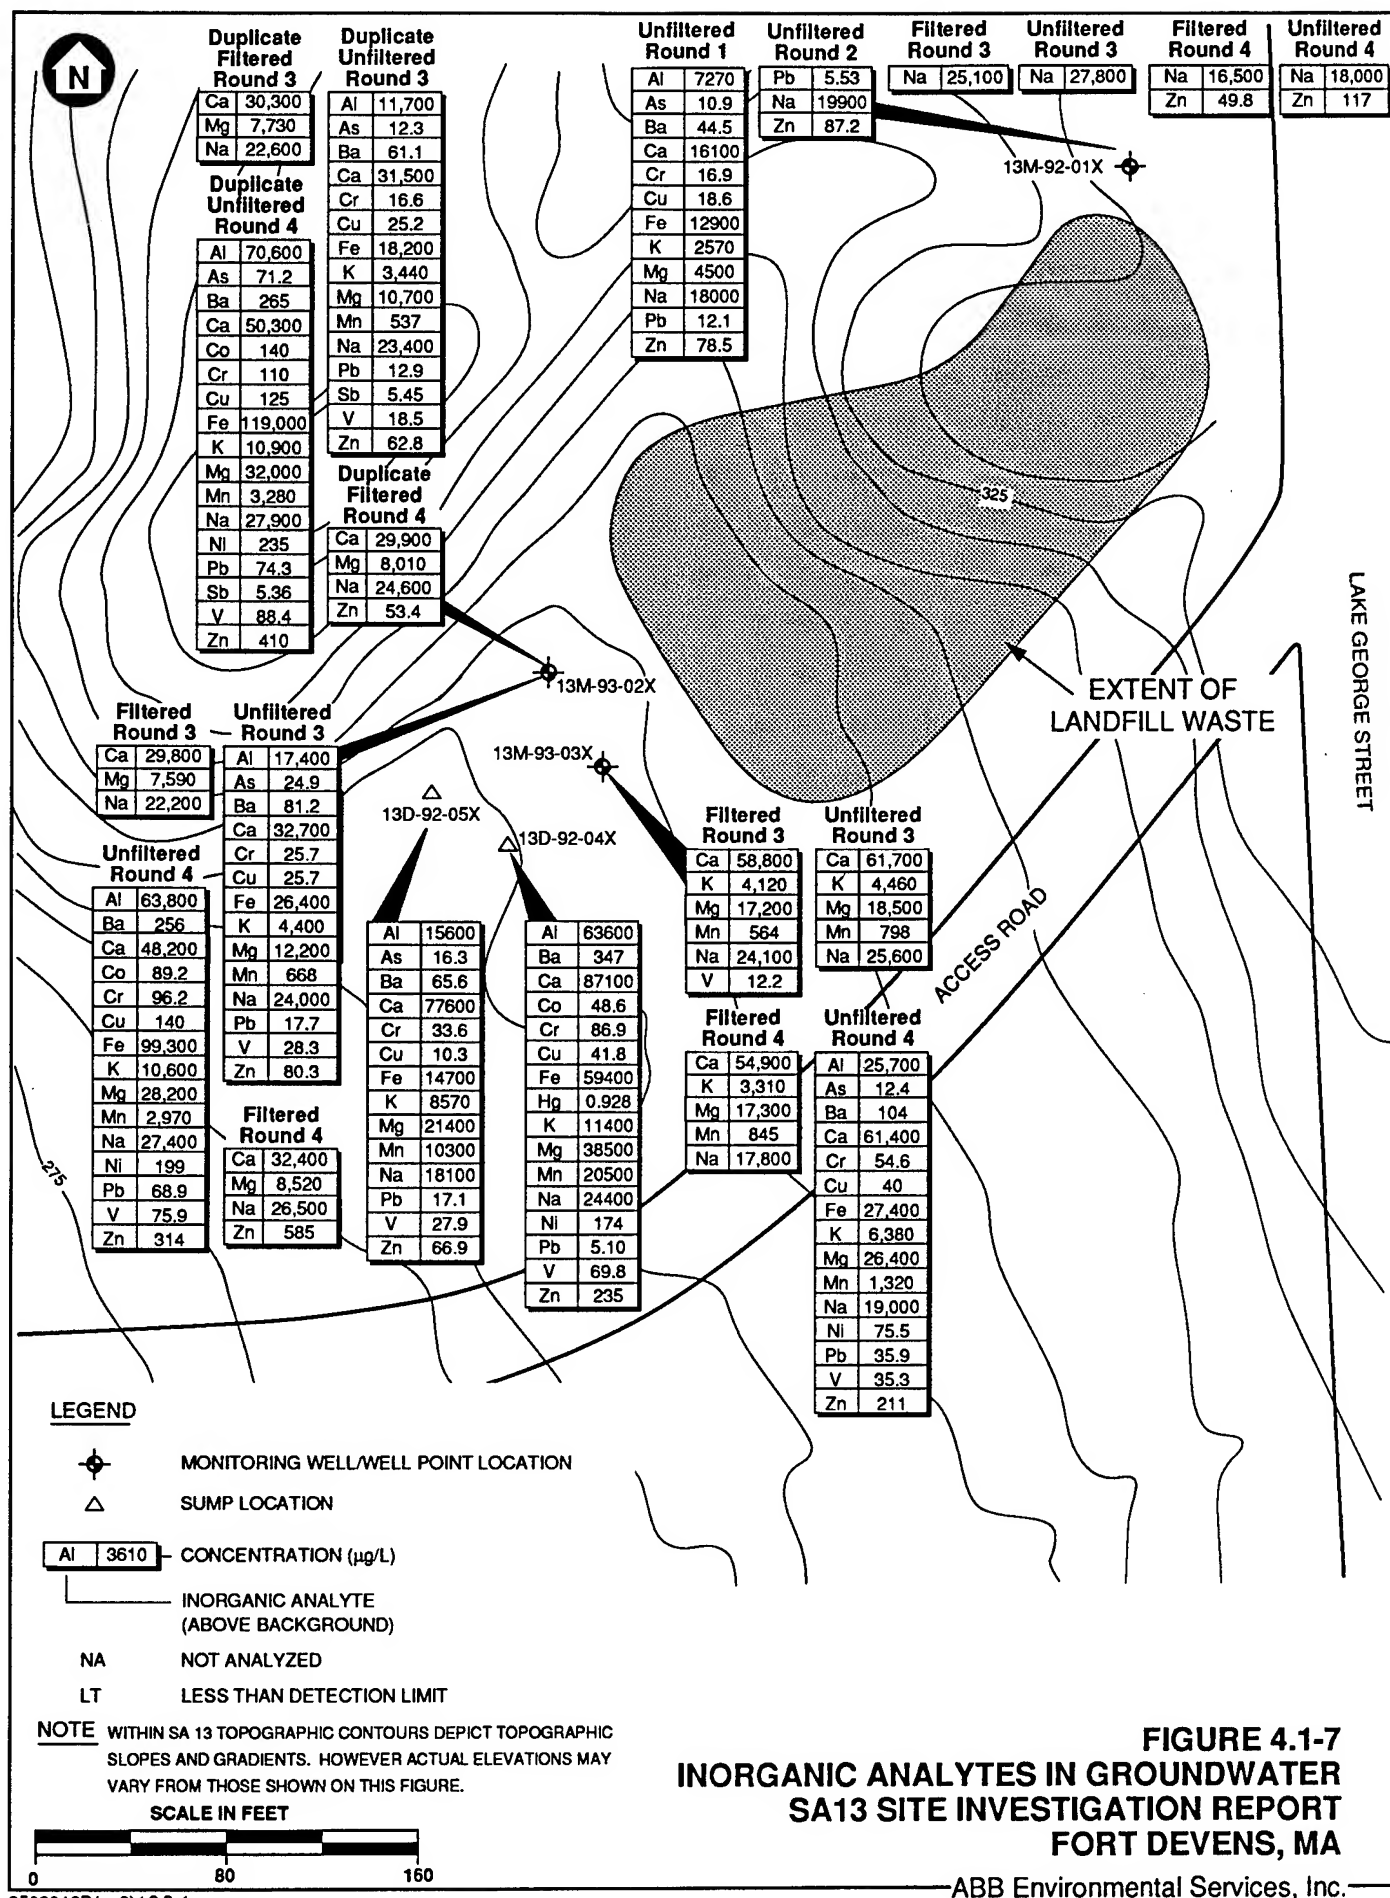 N
Duplicate
Filtered
Round 3
Ca 30,300
Mg 7,730
Na 22,600
Duplicate
Unfiltered
Round 3
Al 11,700
As 12.3
Ba 61.1
Ca 31,500
Cr 16.6
Cu 25.2
Fe 18,200
K 3,440
Mg 10,700
Mn 537
Na 23,400
Pb 12.9
Sb 5.45
V 18.5
Zn 62.8
Duplicate
Unfiltered
Round 4
Al 70,600
As 71.2
Ba 265
Ca 50,300
Co 140
Cr 110
Cu 125
Fe 119,000
K 10,900
Mg 32,000
Mn 3,280
Na 27,900
Ni 235
Pb 74.3
Sb 5.36
V 88.4
Zn 410
Duplicate
Filtered
Round 4
Ca 29,900
Mg 8,010
Na 24,600
Zn 53.4
Unfiltered
Round 1
Al 7270
As 10.9
Ba 44.5
Ca 16100
Cr 16.9
Cu 18.6
Fe 12900
K 2570
Mg 4500
Na 18000
Pb 12.1
Zn 78.5
Unfiltered
Round 2
Pb 5.53
Na 19900
Zn 87.2
Filtered
Round 3
Na 25,100
Unfiltered
Round 3
Na 27,800
Filtered
Round 4
Na 16,500
Zn 49.8
Unfiltered
Round 4
Na 18,000
Zn 117
13M-92-01X
325
LAKE GEORGE STREET
EXTENT OF
LANDFILL WASTE
13M-93-02X
13M-93-03X
13D-92-05X
13D-92-04X
Filtered
Round 3
Ca 29,800
Mg 7,590
Na 22,200
Unfiltered
Round 3
Al 17,400
As 24.9
Ba 81.2
Ca 32,700
Cr 25.7
Cu 25.7
Fe 26,400
K 4,400
Mg 12,200
Mn 668
Na 24,000
Pb 17.7
V 28.3
Zn 80.3
Unfiltered
Round 4
Al 63,800
Ba 256
Ca 48,200
Co 89.2
Cr 96.2
Cu 140
Fe 99,300
K 10,600
Mg 28,200
Mn 2,970
Na 27,400
Ni 199
Pb 68.9
V 75.9
Zn 314
Filtered
Round 4
Ca 32,400
Mg 8,520
Na 26,500
Zn 585
Al 15600
As 16.3
Ba 65.6
Ca 77600
Cr 33.6
Cu 10.3
Fe 14700
K 8570
Mg 21400
Mn 10300
Na 18100
Pb 17.1
V 27.9
Zn 66.9
Al 63600
Ba 347
Ca 87100
Co 48.6
Cr 86.9
Cu 41.8
Fe 59400
Hg 0.928
K 11400
Mg 38500
Mn 20500
Na 24400
Ni 174
Pb 5.10
V 69.8
Zn 235
Filtered
Round 3
Ca 58,800
K 4,120
Mg 17,200
Mn 564
Na 24,100
V 12.2
Unfiltered
Round 3
Ca 61,700
K 4,460
Mg 18,500
Mn 798
Na 25,600
Filtered
Round 4
Ca 54,900
K 3,310
Mg 17,300
Mn 845
Na 17,800
Unfiltered
Round 4
Al 25,700
As 12.4
Ba 104
Ca 61,400
Cr 54.6
Cu 40
Fe 27,400
K 6,380
Mg 26,400
Mn 1,320
Na 19,000
Ni 75.5
Pb 35.9
V 35.3
Zn 211
ACCESS ROAD
275
LEGEND
MONITORING WELL/WELL POINT LOCATION
SUMP LOCATION
Al 3610 CONCENTRATION (µg/L)
INORGANIC ANALYTE
(ABOVE BACKGROUND)
NA NOT ANALYZED
LT LESS THAN DETECTION LIMIT
NOTE WITHIN SA 13 TOPOGRAPHIC CONTOURS DEPICT TOPOGRAPHIC
SLOPES AND GRADIENTS. HOWEVER ACTUAL ELEVATIONS MAY
VARY FROM THOSE SHOWN ON THIS FIGURE.
SCALE IN FEET
0 80 160
FIGURE 4.1-7
INORGANIC ANALYTES IN GROUNDWATER
SA13 SITE INVESTIGATION REPORT
FORT DEVENS, MA
ABB Environmental Services, Inc.